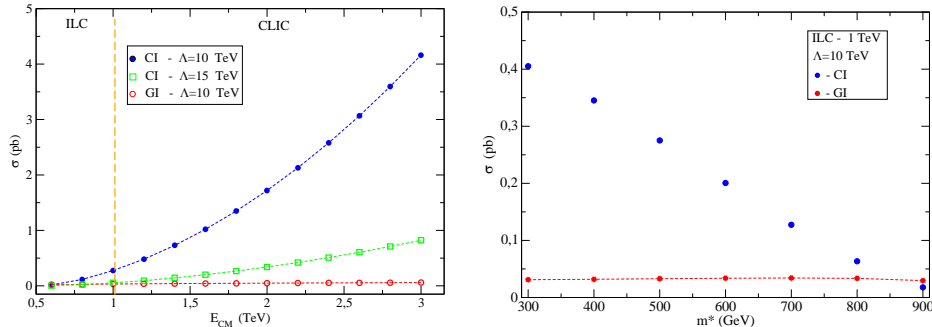 ILC
CLIC
CI - Λ=10 TeV
CI - Λ=15 TeV
GI - Λ=10 TeV
σ (pb)
5
4
3
2
1
0
0,5
1
1,5
2
2,5
3
E_CM (TeV)
ILC - 1 TeV
Λ=10 TeV
- CI
- GI
σ (pb)
0,5
0,4
0,3
0,2
0,1
0
300
400
500
600
700
800
900
m* (GeV)